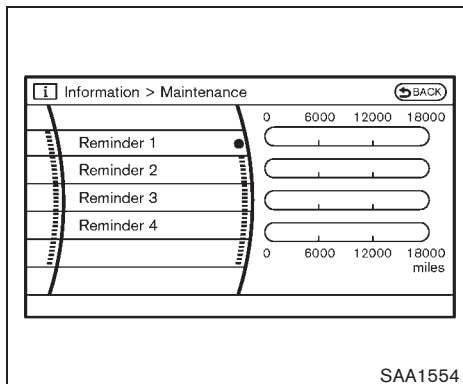 i Information > Maintenance BACK
0 6000 12000 18000
Reminder 1
Reminder 2
Reminder 3
Reminder 4
0 6000 12000 18000
miles
SAA1554